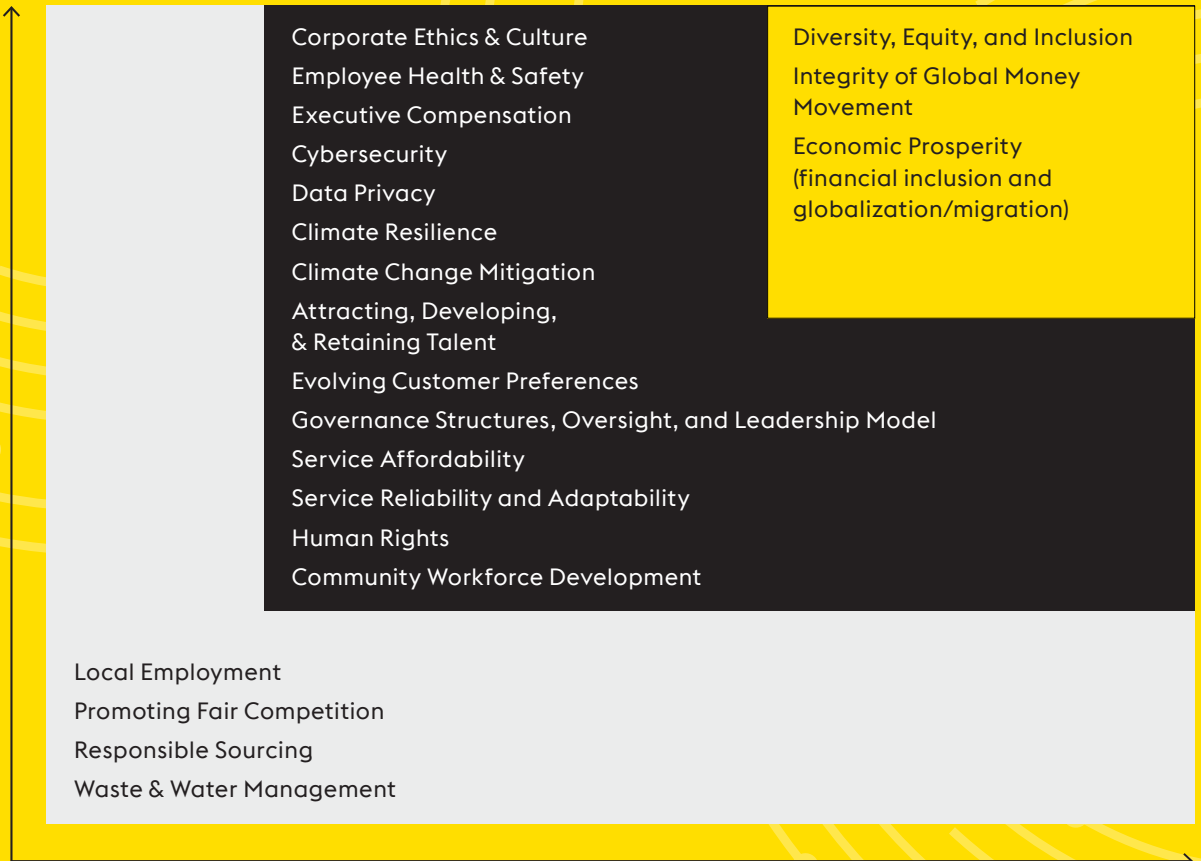 Corporate Ethics & Culture
Employee Health & Safety
Executive Compensation
Cybersecurity
Data Privacy
Climate Resilience
Climate Change Mitigation
Attracting, Developing,
& Retaining Talent
Evolving Customer Preferences
Governance Structures, Oversight, and Leadership Model
Service Affordability
Service Reliability and Adaptability
Human Rights
Community Workforce Development
Diversity, Equity, and Inclusion
Integrity of Global Money
Movement
Economic Prosperity
(financial inclusion and
globalization/migration)
Local Employment
Promoting Fair Competition
Responsible Sourcing
Waste & Water Management